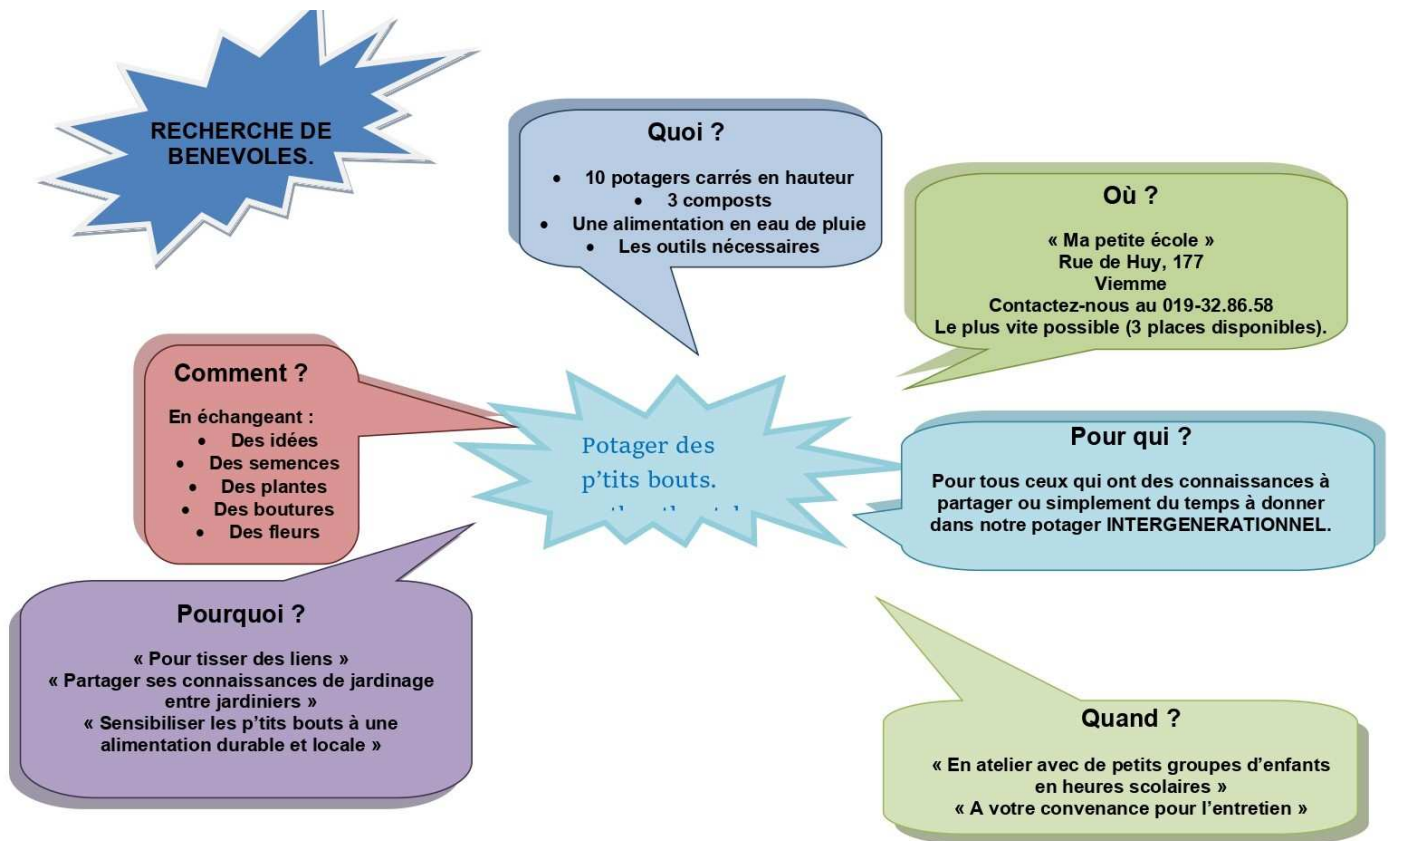 RECHERCHE DE
BENEVOLES.
Quoi ?
• 10 potagers carrés en hauteur
• 3 composts
• Une alimentation en eau de pluie
• Les outils nécessaires
Où ?
« Ma petite école »
Rue de Huy, 177
Viemme
Contactez-nous au 019-32.86.58
Le plus vite possible (3 places disponibles).
Comment ?
En échangeant :
• Des idées
• Des semences
• Des plantes
• Des boutures
• Des fleurs
Potager des
p’tits bouts.
Pour qui ?
Pour tous ceux qui ont des connaissances à
partager ou simplement du temps à donner
dans notre potager INTERGENERATIONNEL.
Pourquoi ?
« Pour tisser des liens »
« Partager ses connaissances de jardinage
entre jardiniers »
« Sensibiliser les p’tits bouts à une
alimentation durable et locale »
Quand ?
« En atelier avec de petits groupes d’enfants
en heures scolaires »
« A votre convenance pour l’entretien »